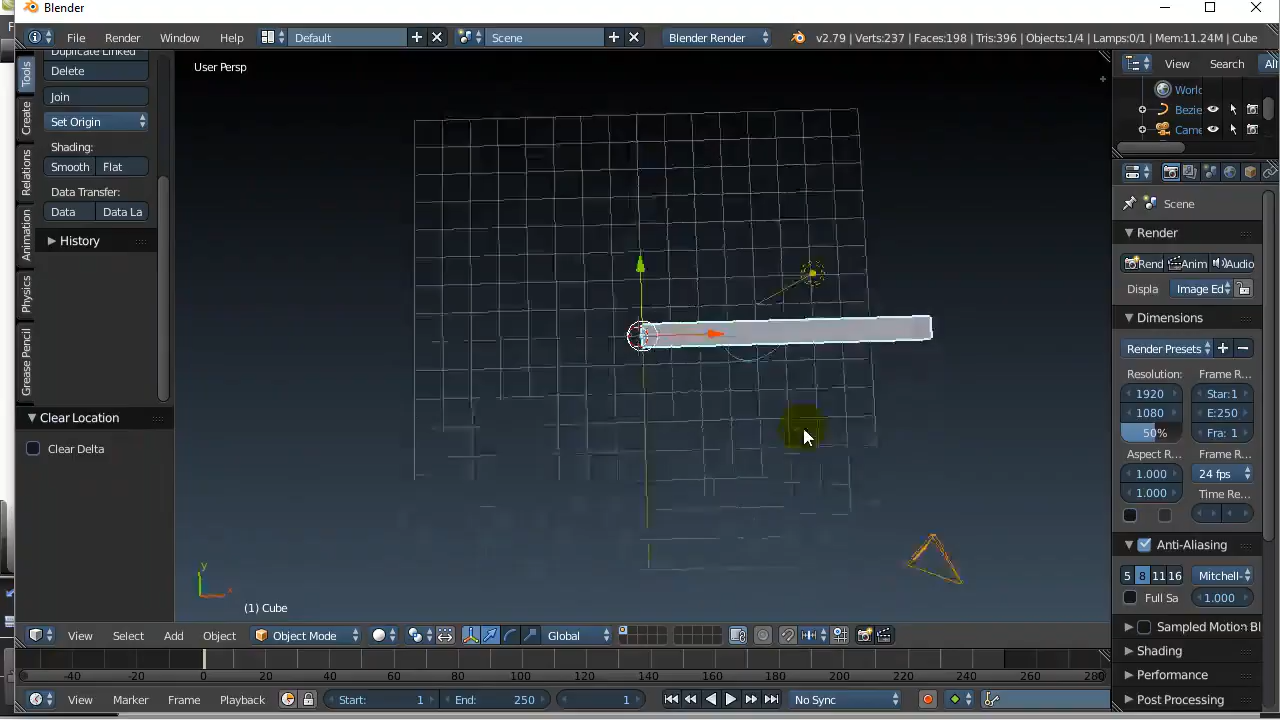 Blender
File Render Window Help Default Scene Blender Render v2.79 | Verts:237 | Faces:198 | Tris:396 | Objects:1/4 | Lamps:0/1 | Mem:11.24M | Cube
Duplicate Linked
Delete
Join
Set Origin
Shading:
Smooth Flat
Data Transfer:
Data Data La
History
Clear Location
Clear Delta
Tools
Create
Relations
Animation
Physics
Grease Pencil
User Persp
y
x
(1) Cube
View Search All
World
Bezie
Came
Scene
Render
Rend Anim Audio
Displa Image Ed
Dimensions
Render Presets
Resolution: Frame R...
1920 Star:1
1080 E:250
50% Fra: 1
Aspect R... Frame R...
1.000 24 fps
1.000 Time Re...
Anti-Aliasing
5 8 11 16 Mitchell-
Full Sa 1.000
Sampled Motion Bl
Shading
Performance
Post Processing
View Select Add Object Object Mode Global
-40 -20 0 20 40 60 80 100 120 140 160 180 200 220 240 260 280
View Marker Frame Playback Start: 1 End: 250 1 No Sync